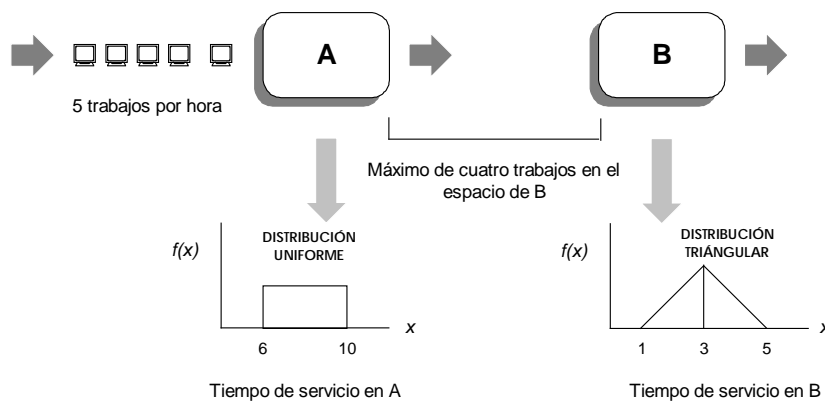 A
B
5 trabajos por hora
Máximo de cuatro trabajos en el
espacio de B
f(x)
DISTRIBUCIÓN
UNIFORME
x
6
10
Tiempo de servicio en A
f(x)
DISTRIBUCIÓN
TRIÁNGULAR
x
1
3
5
Tiempo de servicio en B